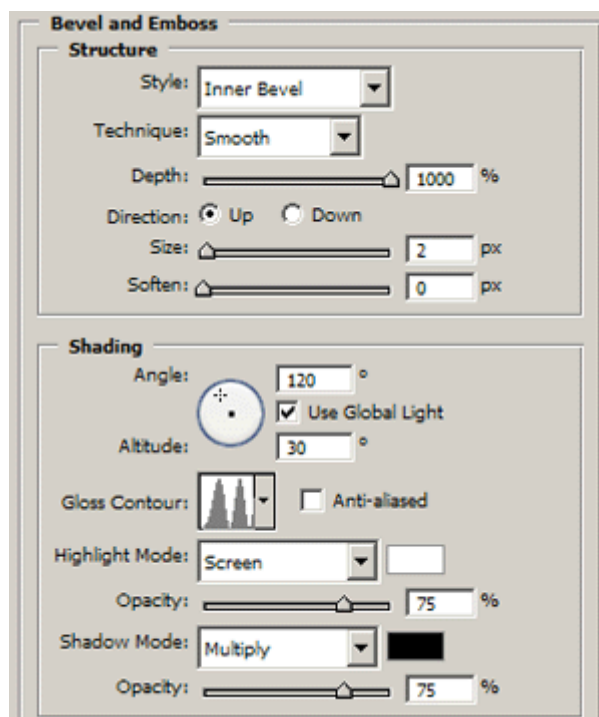 Bevel and Emboss
Structure
Style: Inner Bevel
Technique: Smooth
Depth: 1000 %
Direction: Up Down
Size: 2 px
Soften: 0 px
Shading
Angle: 120 °
Use Global Light
Altitude: 30 °
Gloss Contour: Anti-aliased
Highlight Mode: Screen
Opacity: 75 %
Shadow Mode: Multiply
Opacity: 75 %